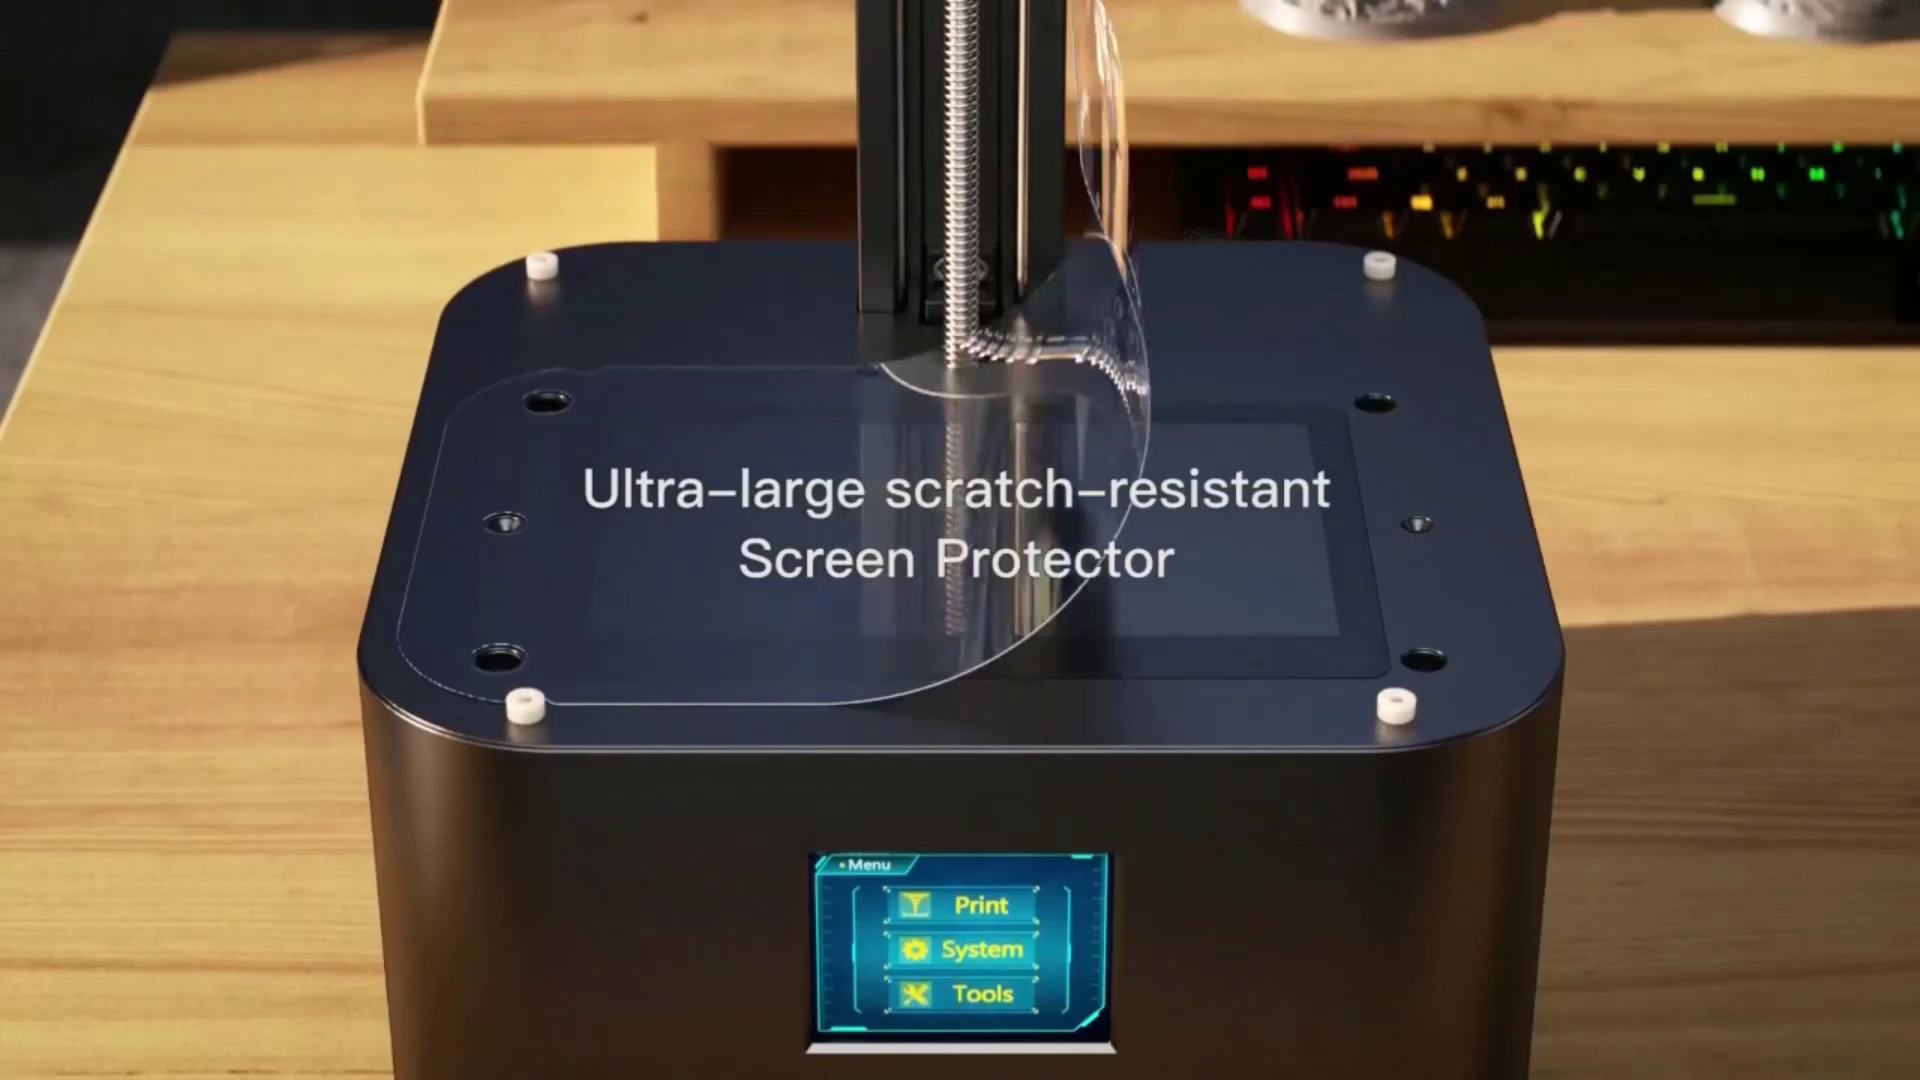 Ultra-large scratch-resistant
Screen Protector
Menu
Print
System
Tools